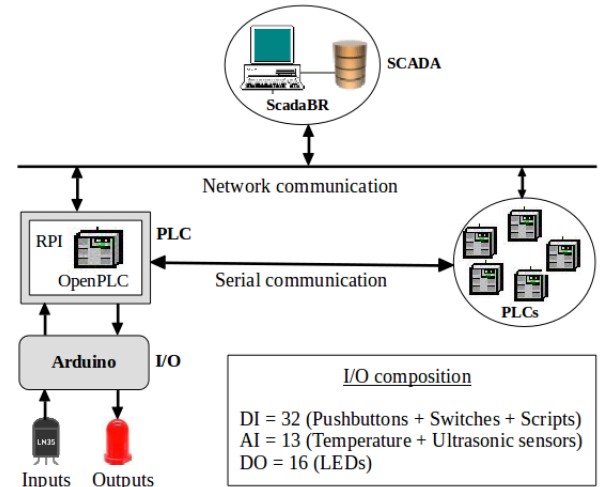 SCADA
ScadaBR
Network communication
RPI
PLC
OpenPLC
Serial communication
PLCs
Arduino
I/O
LM35
Inputs
Outputs
I/O composition
DI = 32 (Pushbuttons + Switches + Scripts)
AI = 13 (Temperature + Ultrasonic sensors)
DO = 16 (LEDs)